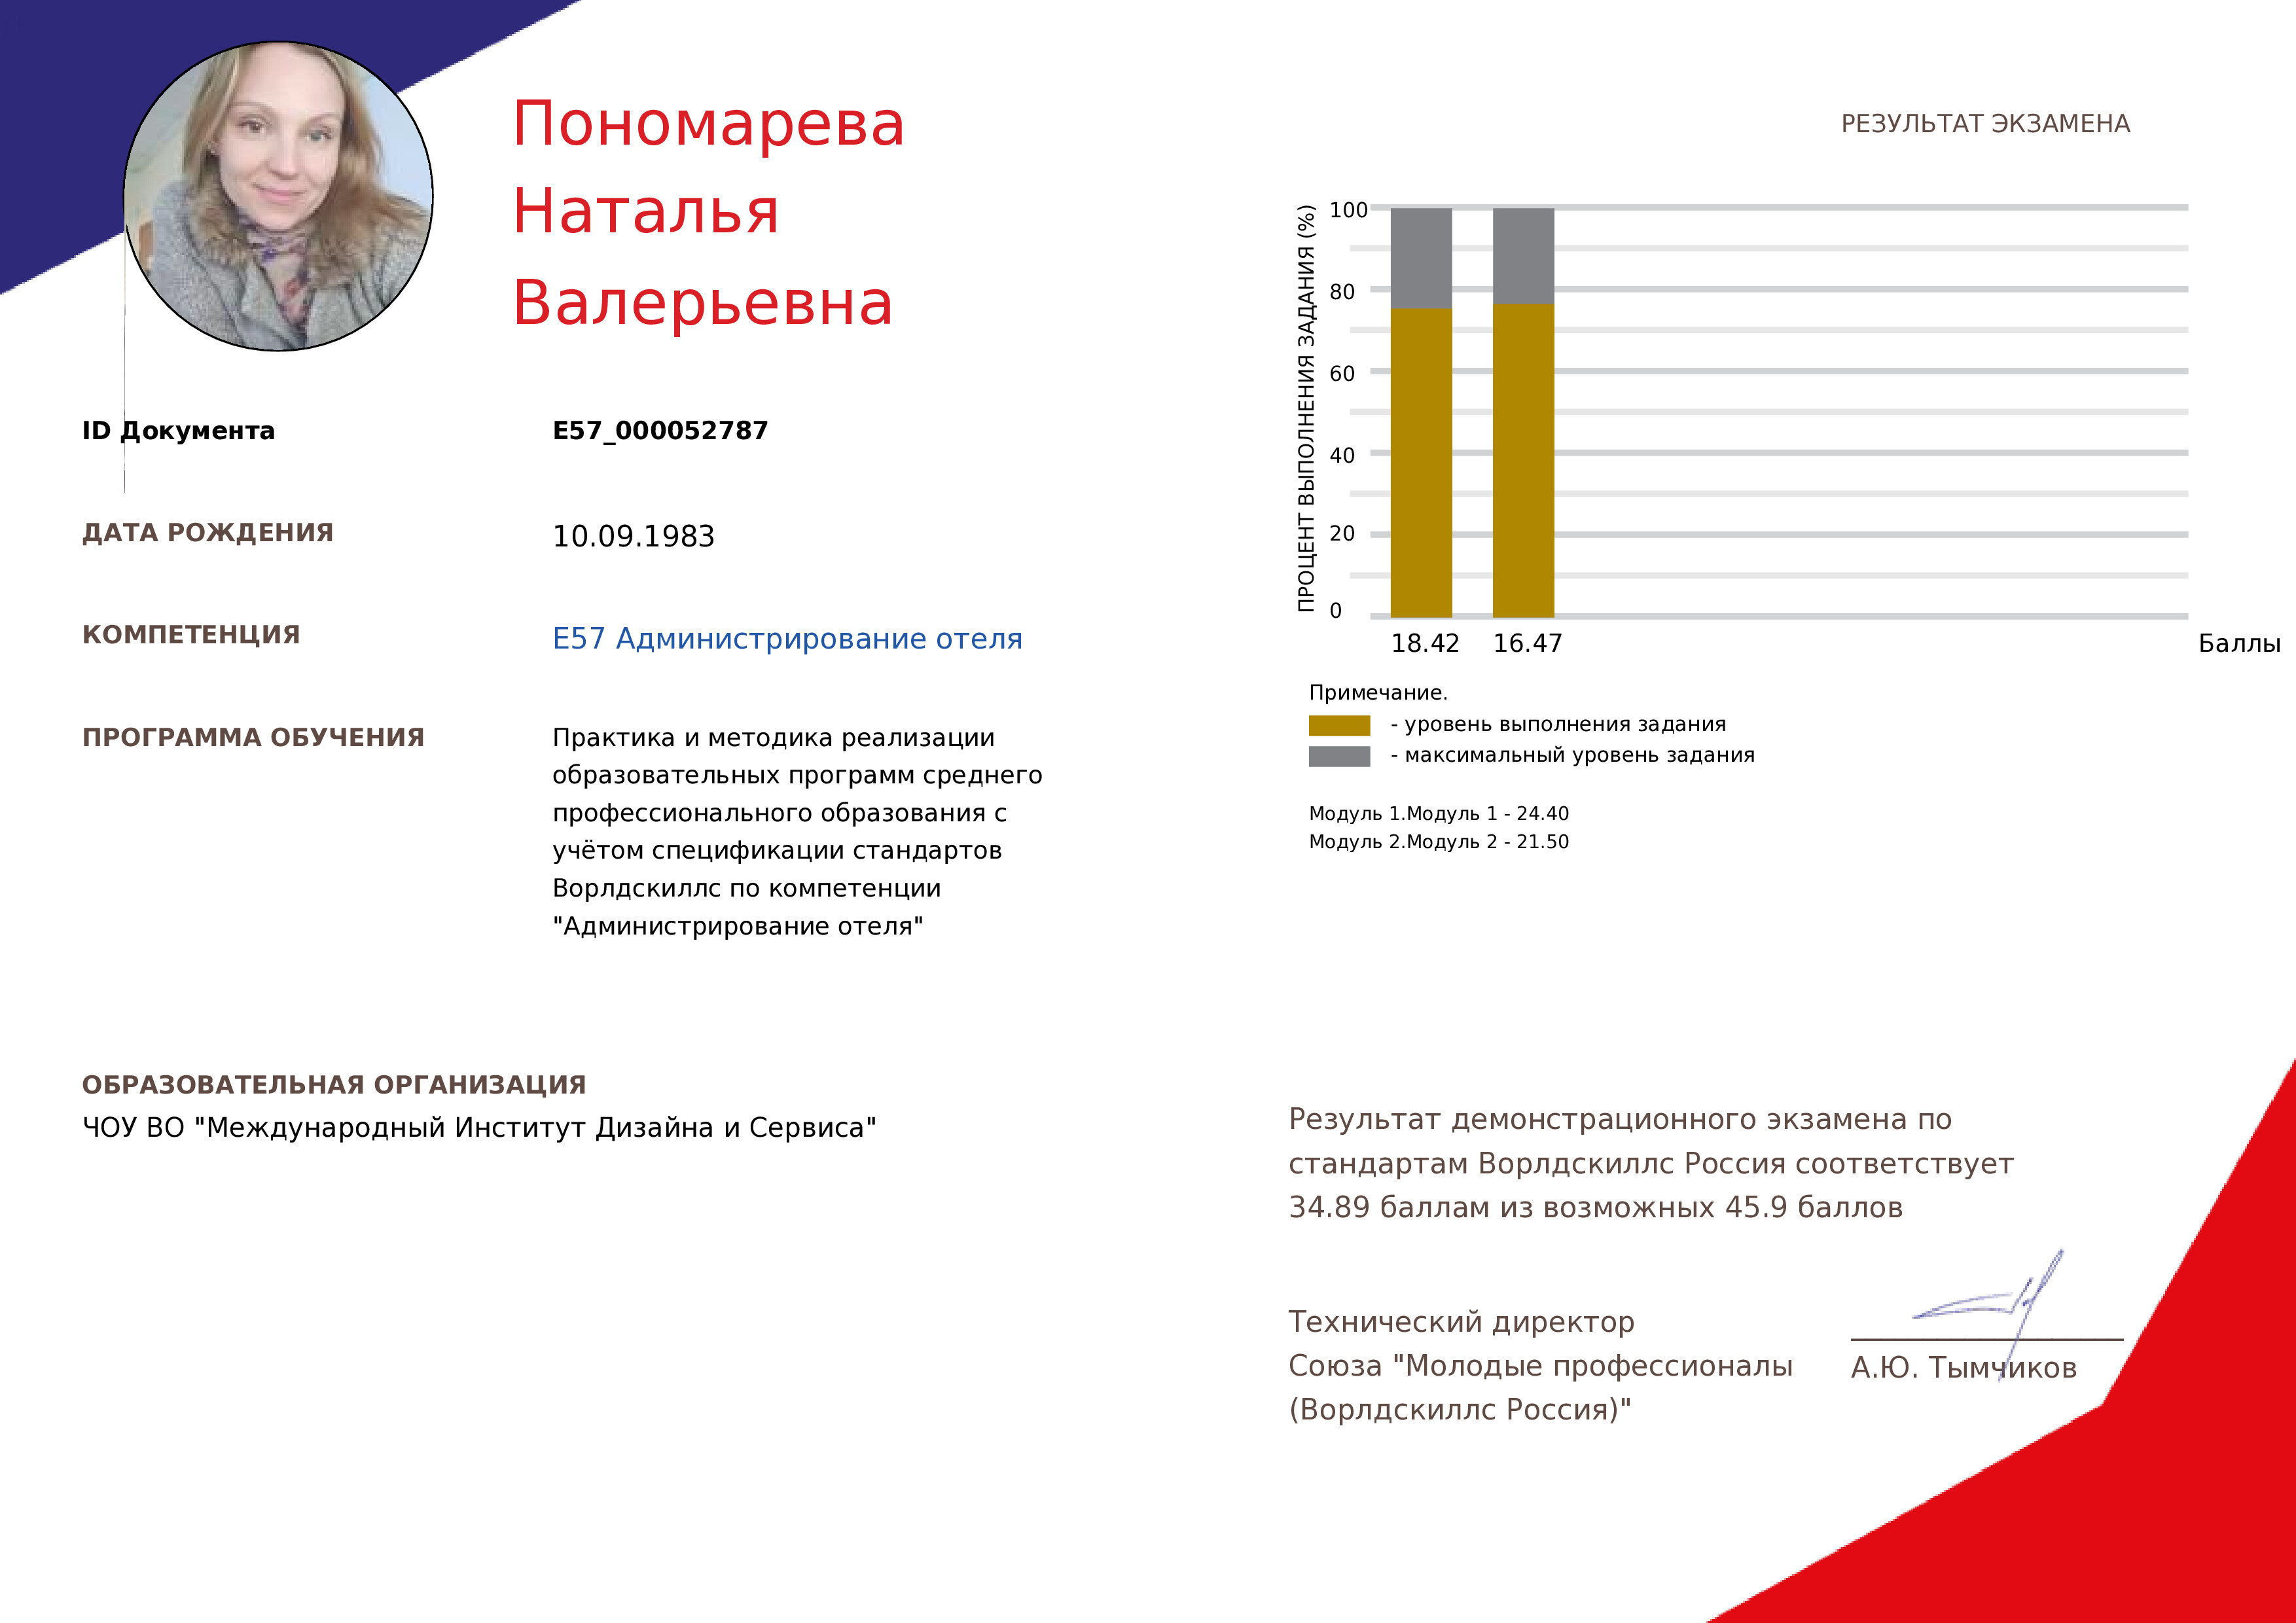 Пономарева
Наталья
Валерьевна
ID Документа
E57_000052787
ДАТА РОЖДЕНИЯ
10.09.1983
КОМПЕТЕНЦИЯ
E57 Администрирование отеля
ПРОГРАММА ОБУЧЕНИЯ
Практика и методика реализации
образовательных программ среднего
профессионального образования с
учётом спецификации стандартов
Ворлдскиллс по компетенции
"Администрирование отеля"
ОБРАЗОВАТЕЛЬНАЯ ОРГАНИЗАЦИЯ
ЧОУ ВО "Международный Институт Дизайна и Сервиса"
РЕЗУЛЬТАТ ЭКЗАМЕНА
ПРОЦЕНТ ВЫПОЛНЕНИЯ ЗАДАНИЯ (%)
100
80
60
40
20
0
18.42 16.47 Баллы
Примечание.
- уровень выполнения задания
- максимальный уровень задания
Модуль 1.Модуль 1 - 24.40
Модуль 2.Модуль 2 - 21.50
Результат демонстрационного экзамена по
стандартам Ворлдскиллс Россия соответствует
34.89 баллам из возможных 45.9 баллов
Технический директор
Союза "Молодые профессионалы
(Ворлдскиллс Россия)"
А.Ю. Тымчиков